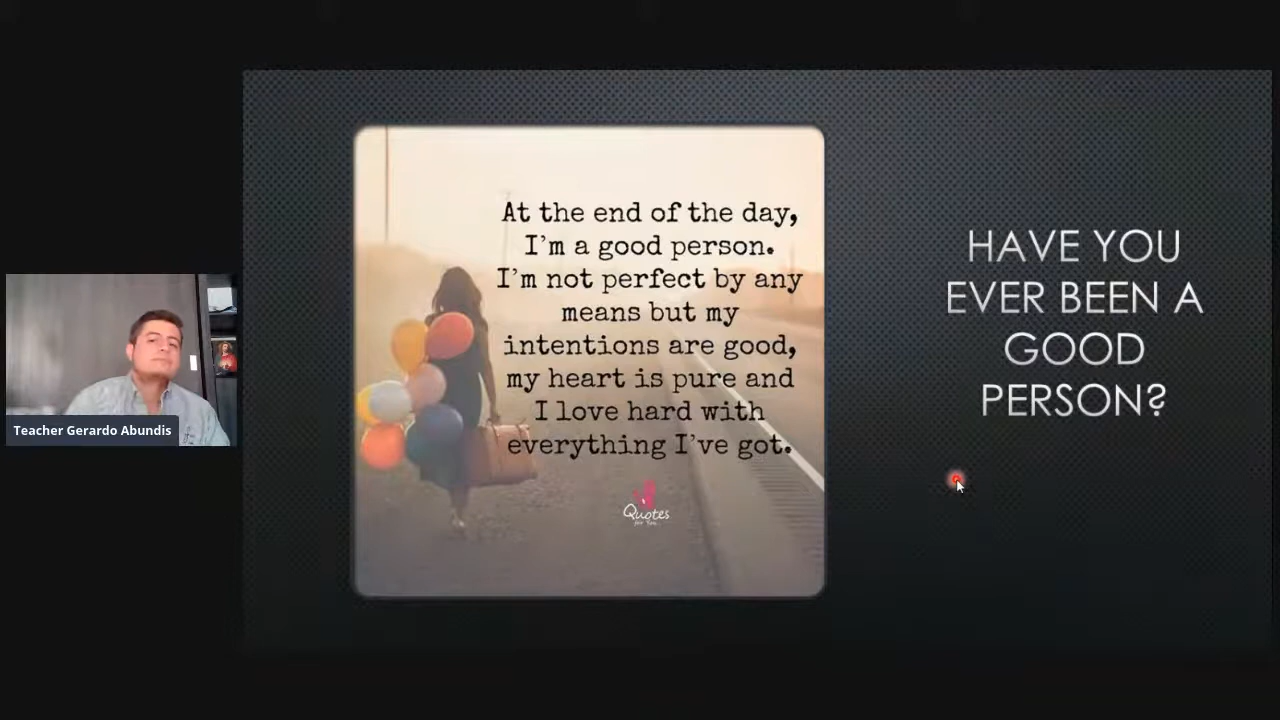 At the end of the day,
I'm a good person.
I'm not perfect by any
means but my
intentions are good,
my heart is pure and
I love hard with
everything I've got.
Quotes
for You
HAVE YOU
EVER BEEN A
GOOD
PERSON?
Teacher Gerardo Abundis